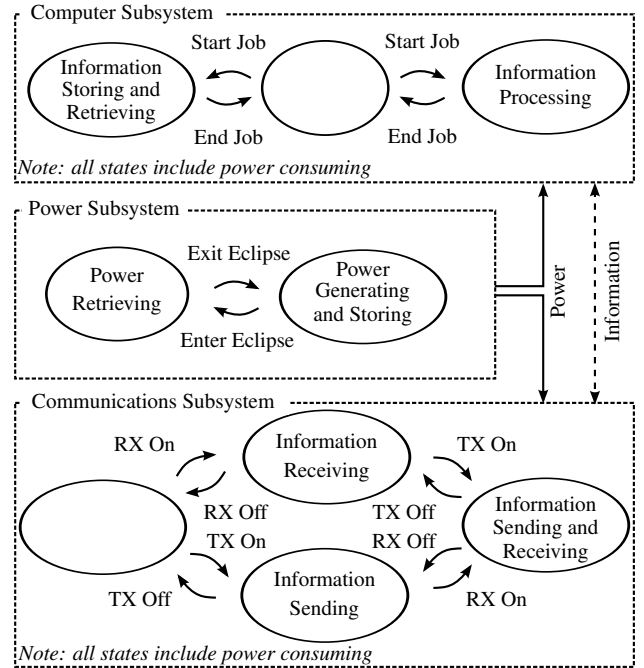 Computer Subsystem
Start Job
Start Job
Information
Storing and
Retrieving
Information
Processing
End Job
End Job
Note: all states include power consuming
Power Subsystem
Exit Eclipse
Power
Retrieving
Power
Generating
and Storing
Enter Eclipse
Power
Information
Communications Subsystem
RX On
Information
Receiving
TX On
RX Off
TX Off
Information
Sending and
Receiving
TX On
RX Off
TX Off
Information
Sending
RX On
Note: all states include power consuming